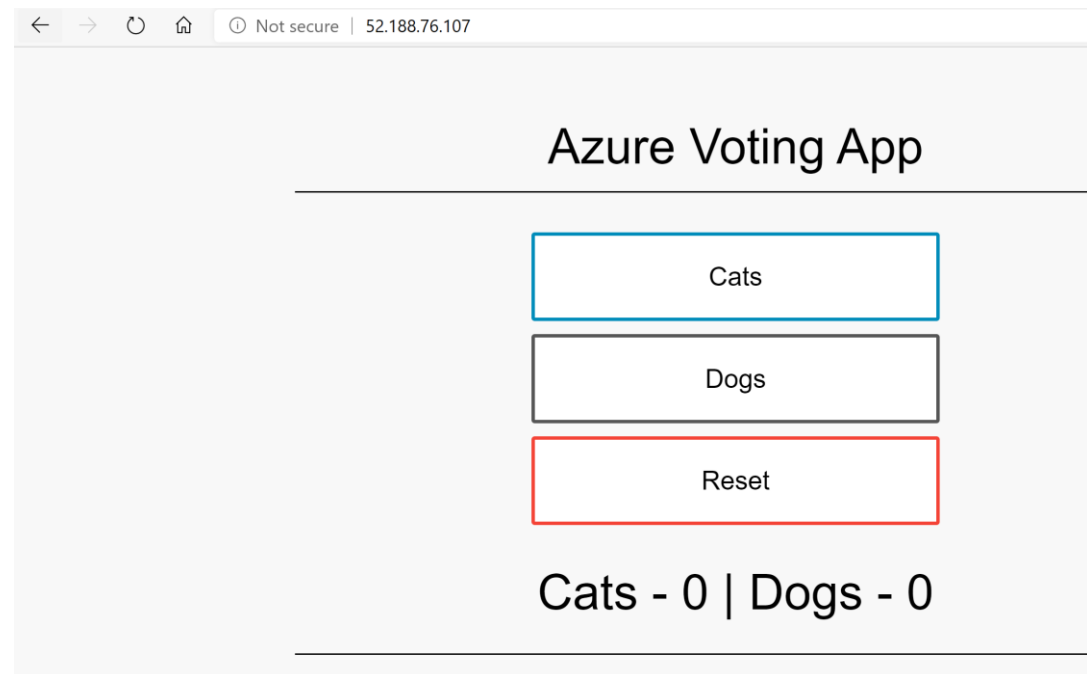 Not secure | 52.188.76.107
Azure Voting App
Cats
Dogs
Reset
Cats - 0 | Dogs - 0